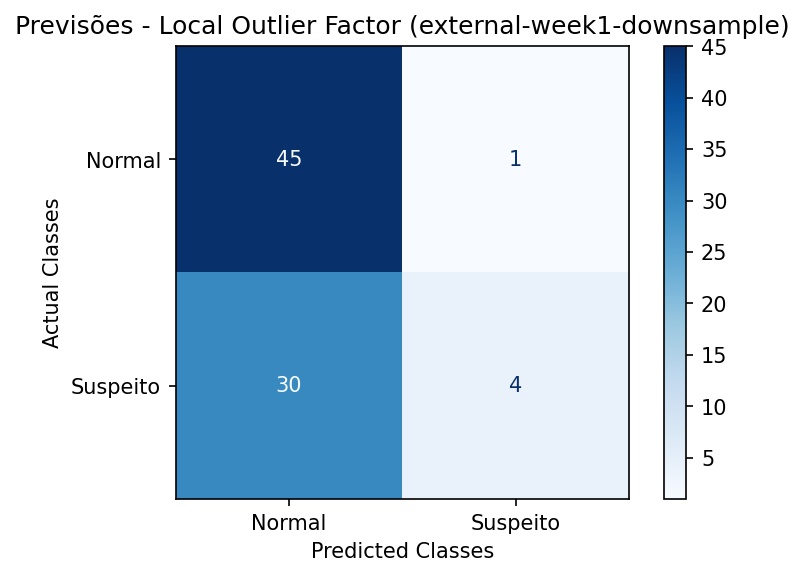 Previsões - Local Outlier Factor (external-week1-downsample)
Actual Classes
Normal
Suspeito
45
1
30
4
Normal
Suspeito
Predicted Classes
45
40
35
30
25
20
15
10
5